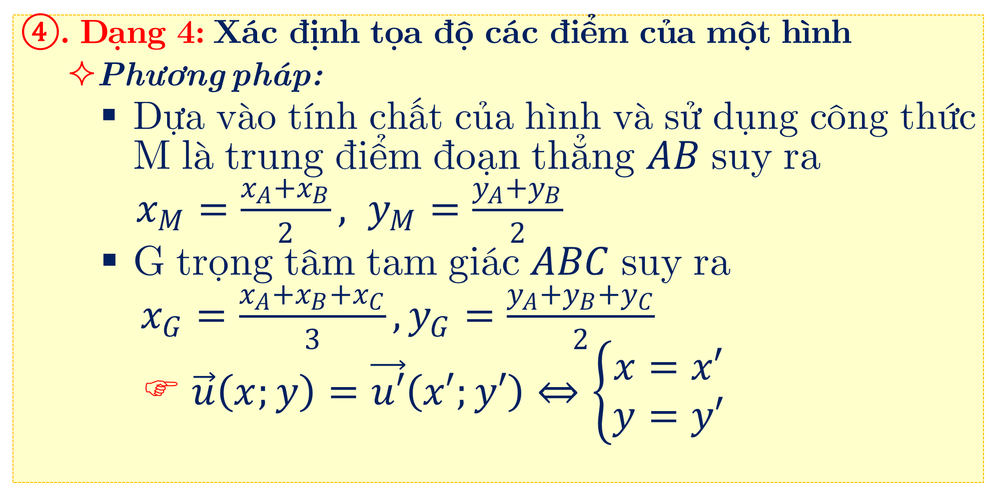 ④. Dạng 4: Xác định tọa độ các điểm của một hình
✧Phương pháp:
▪ Dựa vào tính chất của hình và sử dụng công thức
M là trung điểm đoạn thẳng AB suy ra
x_M = \frac{x_A+x_B}{2}, y_M = \frac{y_A+y_B}{2}
▪ G trọng tâm tam giác ABC suy ra
x_G = \frac{x_A+x_B+x_C}{3}, y_G = \frac{y_A+y_B+y_C}{2}
☞ \vec{u}(x; y) = \vec{u'}(x'; y') ⇔ \begin{cases} x = x' \\ y = y' \end{cases}